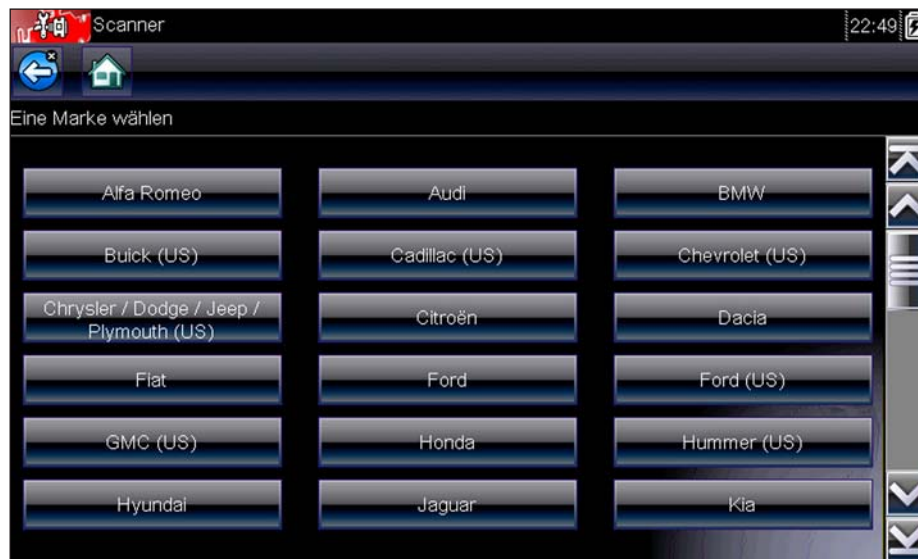 Scanner
22:49
Eine Marke wählen
Alfa Romeo
Audi
BMW
Buick (US)
Cadillac (US)
Chevrolet (US)
Chrysler / Dodge / Jeep /
Plymouth (US)
Citroën
Dacia
Fiat
Ford
Ford (US)
GMC (US)
Honda
Hummer (US)
Hyundai
Jaguar
Kia